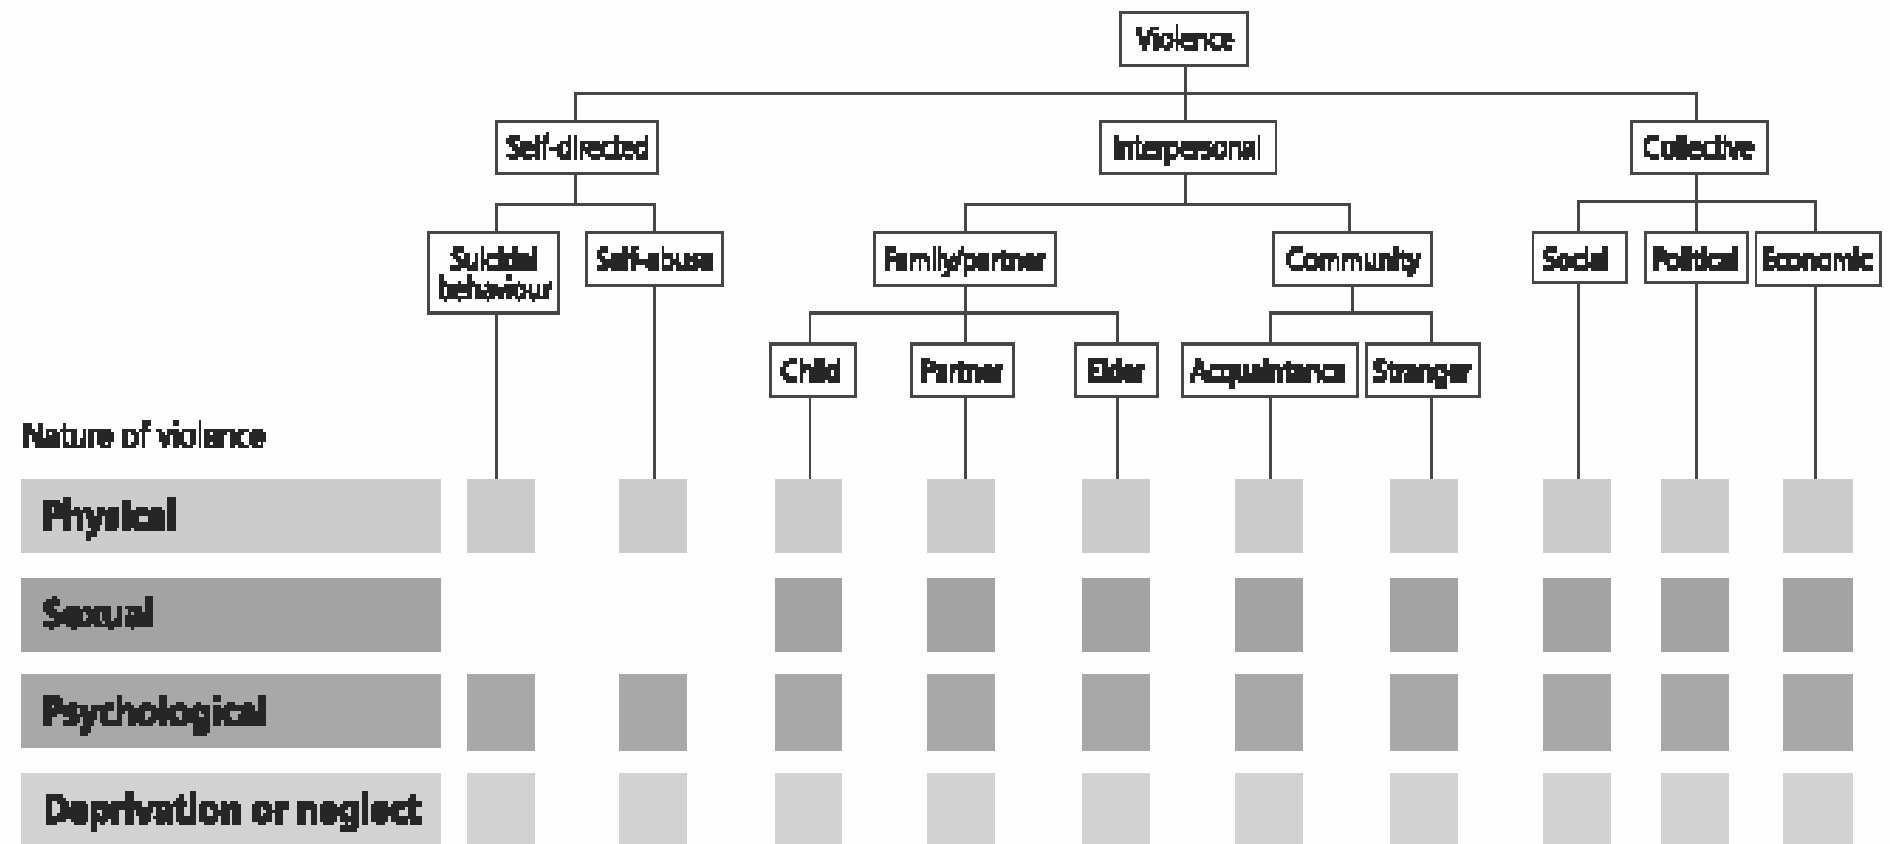 Violence
Self-directed
Interpersonal
Collective
Suicidal
behaviour
Self-abuse
Family/partner
Community
Social
Political
Economic
Child
Partner
Elder
Acquaintance
Stranger
Nature of violence
Physical
Sexual
Psychological
Deprivation or neglect